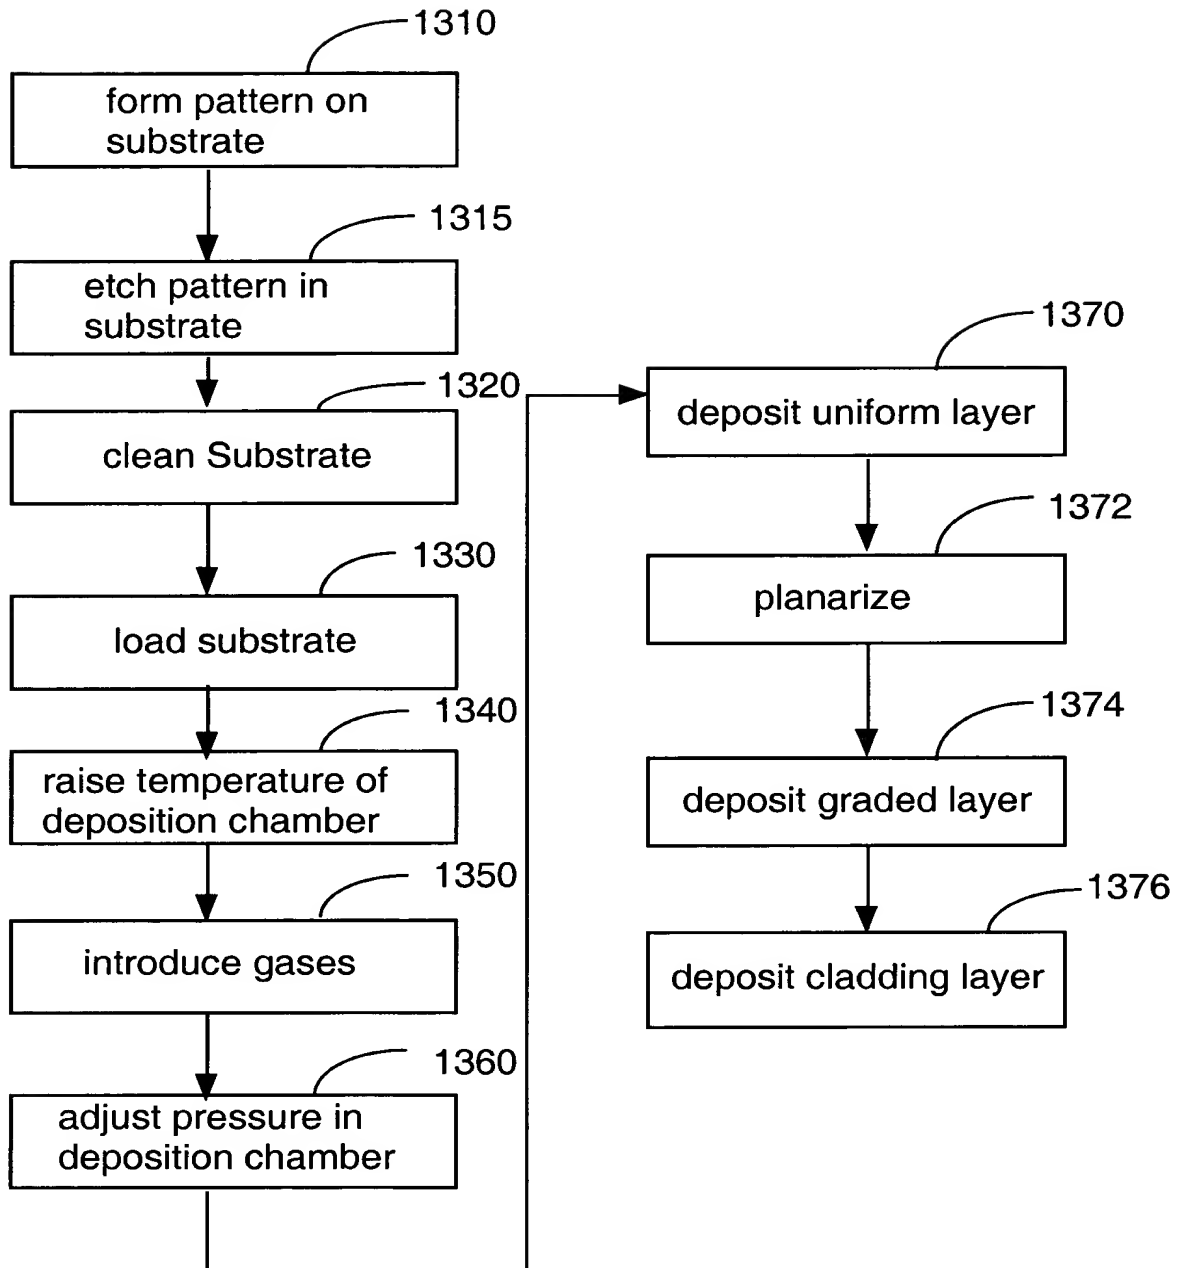 1310
form pattern on
substrate
1315
etch pattern in
substrate
1320
clean Substrate
1330
load substrate
1340
raise temperature of
deposition chamber
1350
introduce gases
1360
adjust pressure in
deposition chamber
1370
deposit uniform layer
1372
planarize
1374
deposit graded layer
1376
deposit cladding layer